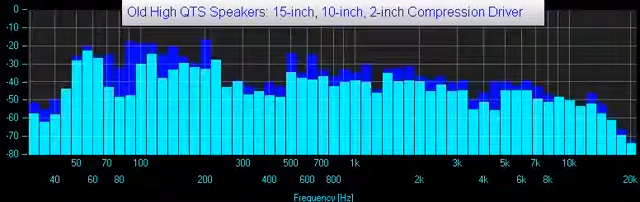 Old High QTS Speakers: 15-inch, 10-inch, 2-inch Compression Driver
0
-10
-20
-30
-40
-50
-60
-70
-80
50 70 100 300 500 700 1k 3k 5k 7k 10k
40 60 80 200 400 600 800 2k 4k 6k 8k 20k
Frequency [Hz]